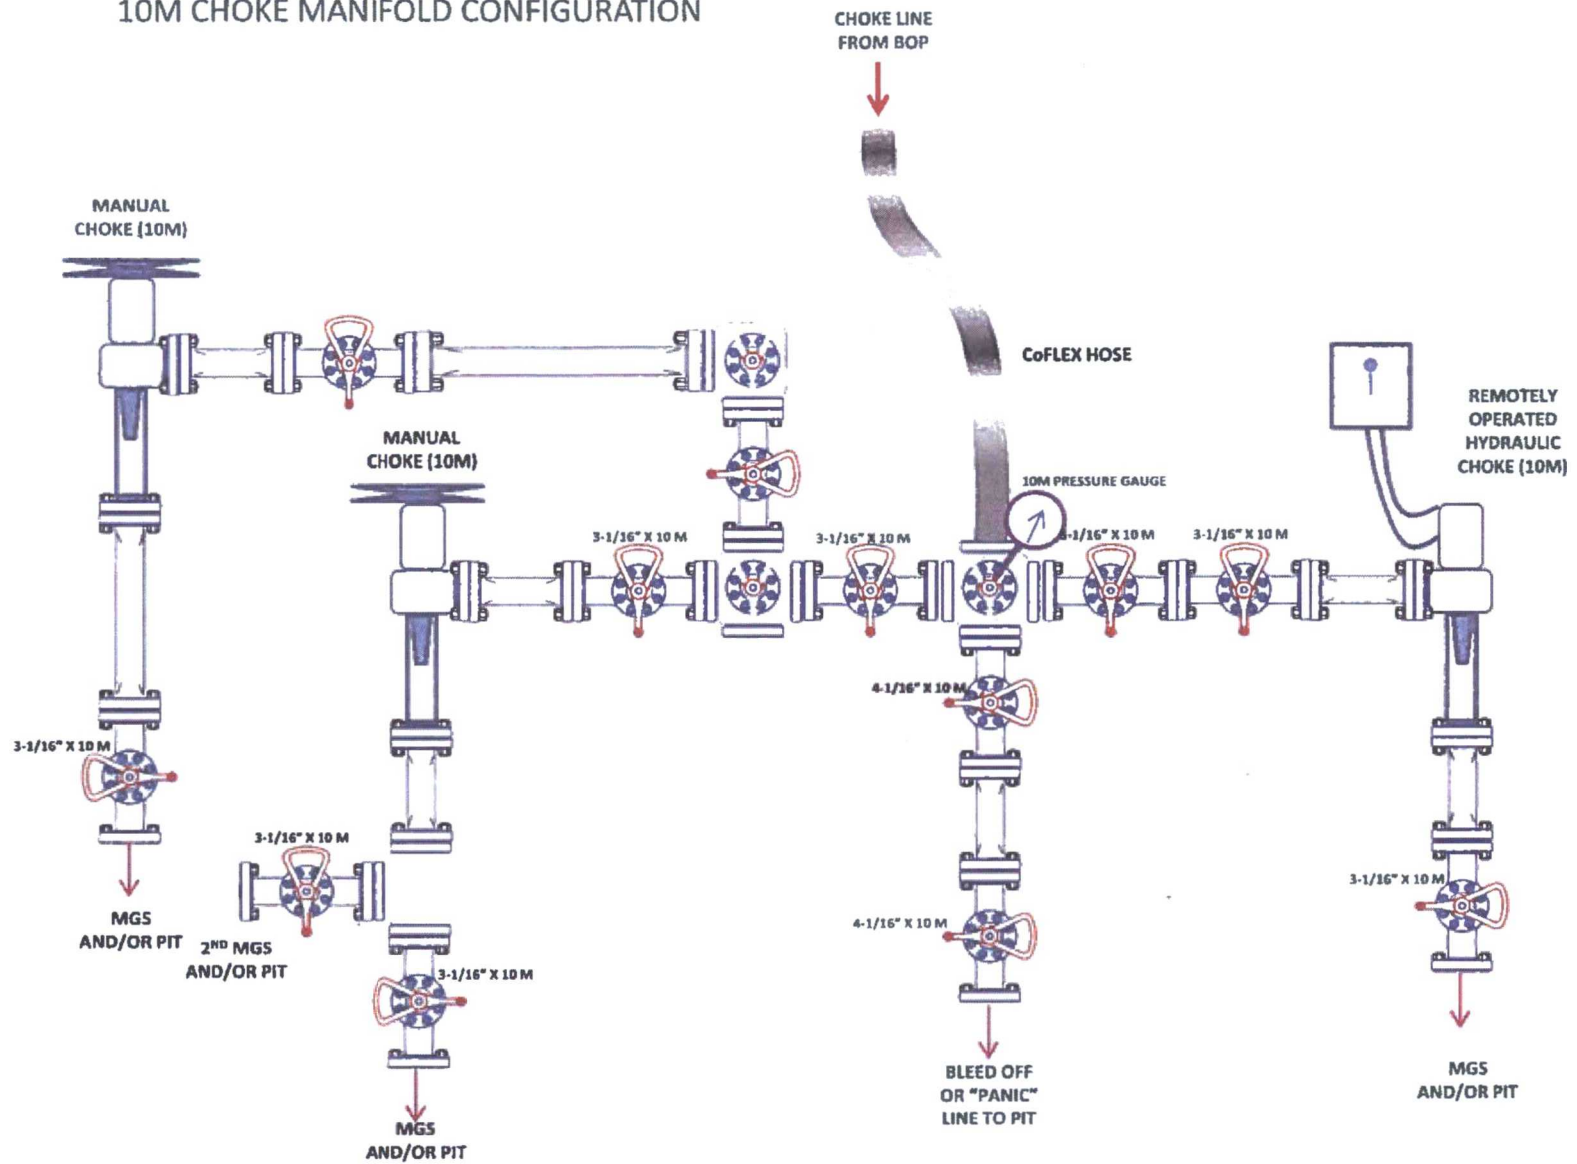 10M CHOKE MANIFOLD CONFIGURATION
CHOKE LINE
FROM BOP
MANUAL
CHOKE (10M)
CoFLEX HOSE
REMOTELY
OPERATED
HYDRAULIC
CHOKE (10M)
MANUAL
CHOKE (10M)
10M PRESSURE GAUGE
3-1/16" X 10 M
3-1/16" X 10 M
3-1/16" X 10 M
3-1/16" X 10 M
4-1/16" X 10 M
3-1/16" X 10 M
3-1/16" X 10 M
3-1/16" X 10 M
4-1/16" X 10 M
MGS
AND/OR PIT
2ND MGS
AND/OR PIT
3-1/16" X 10 M
BLEED OFF
OR "PANIC"
LINE TO PIT
MGS
AND/OR PIT
MGS
AND/OR PIT